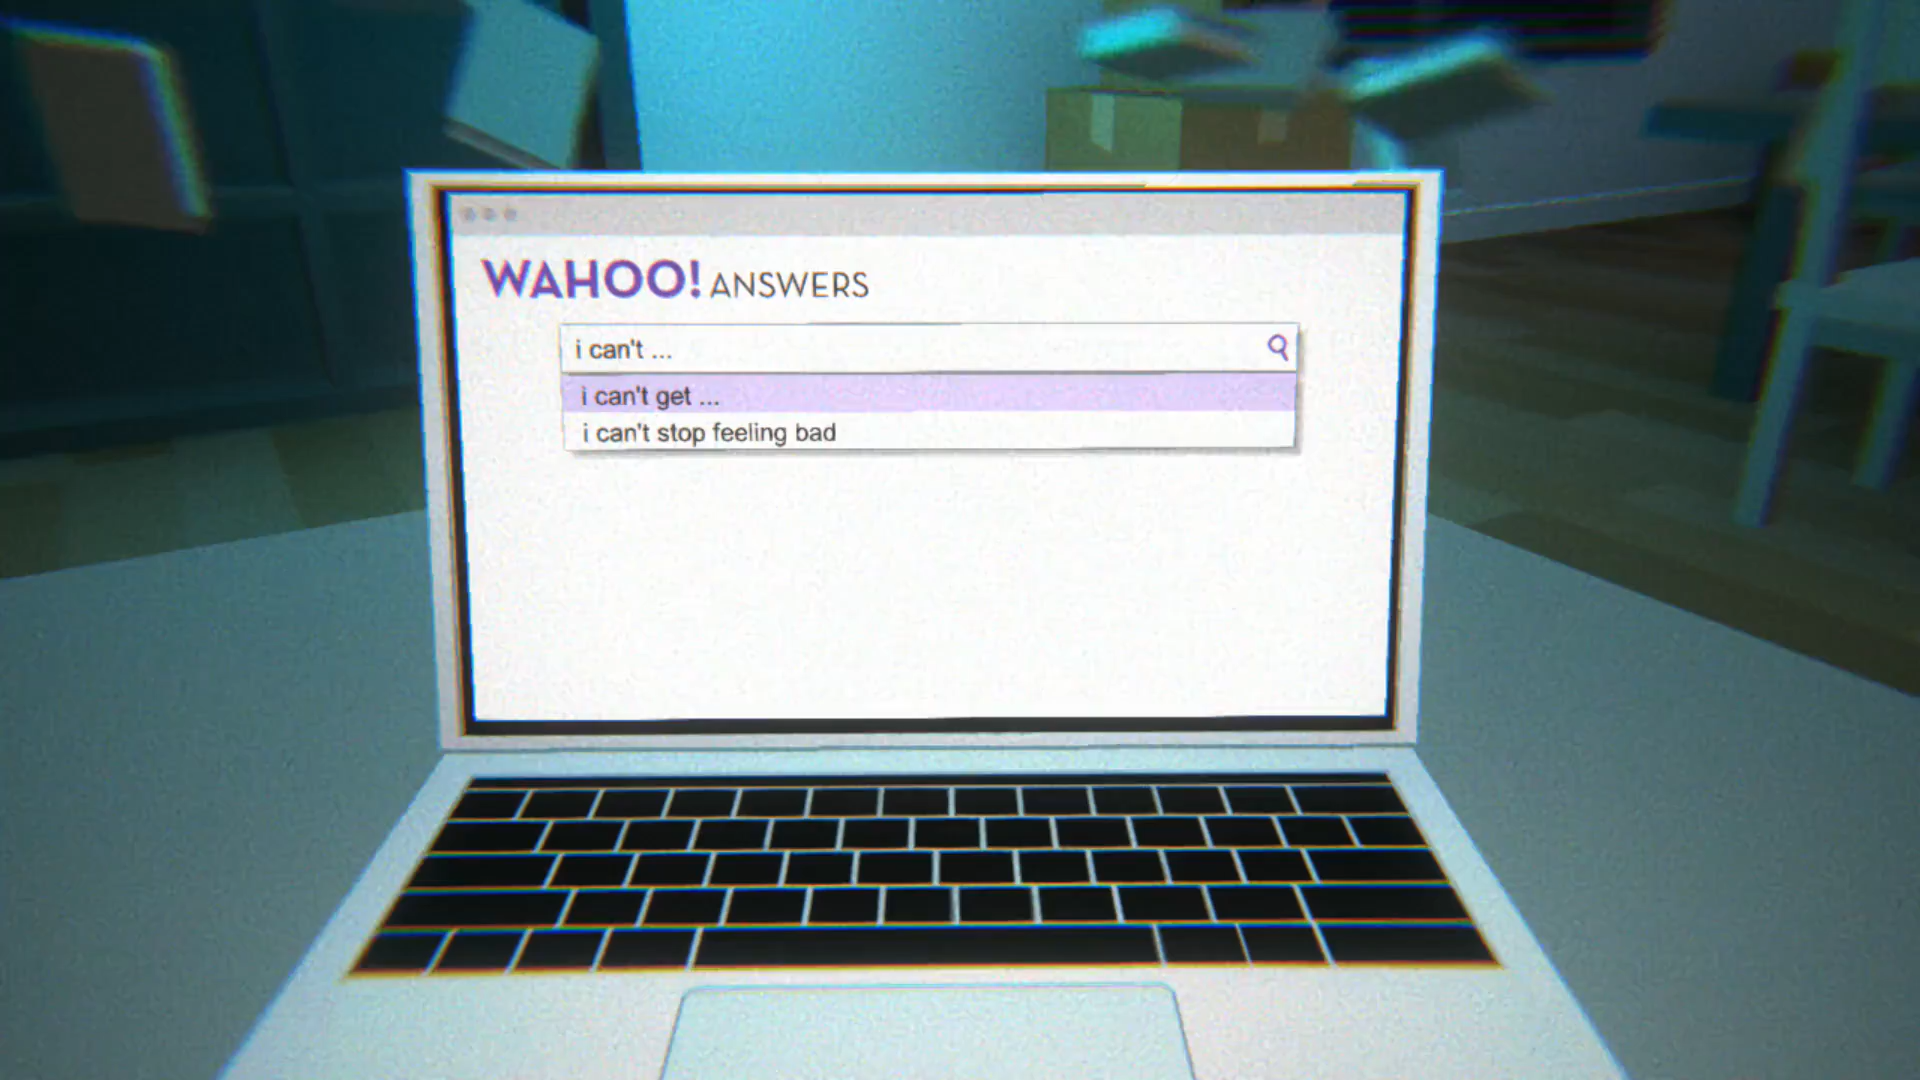 WAHOO! ANSWERS
i can't ...
i can't get ...
i can't stop feeling bad